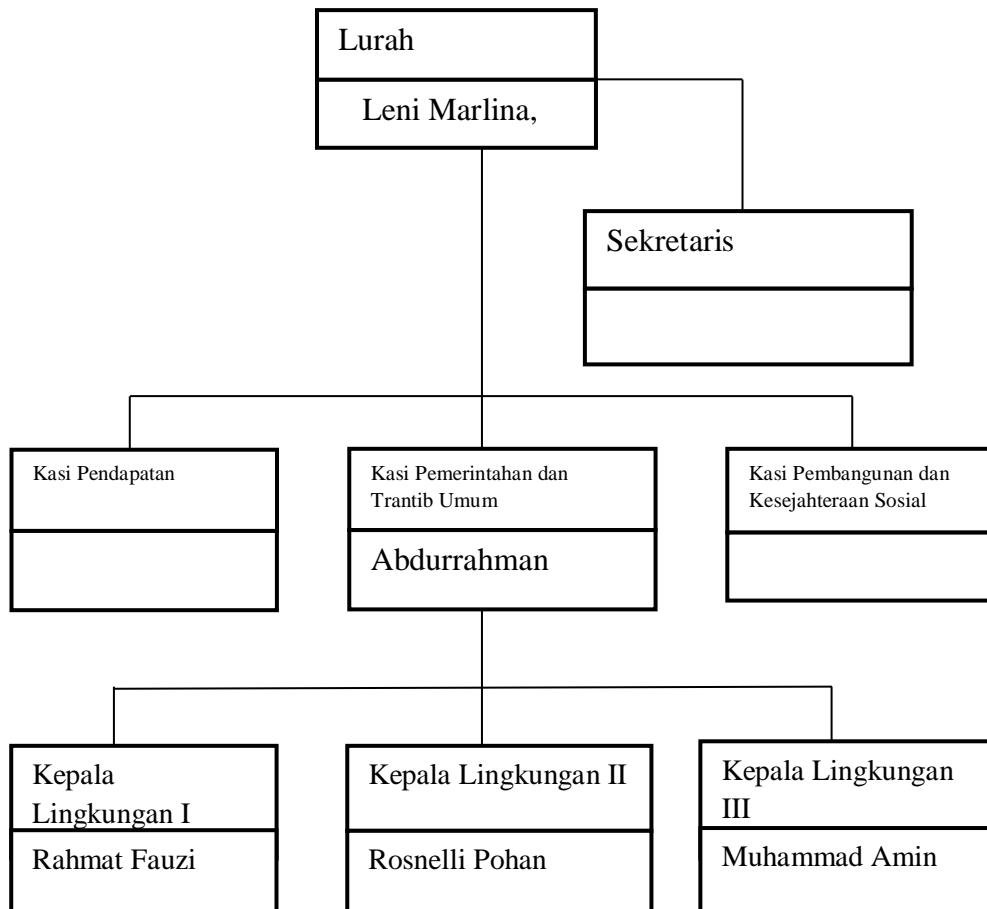 Lurah
Leni Marlina,
Sekretaris
Kasi Pendapatan
Kasi Pemerintahan dan
Trantib Umum
Abdurrahman
Kasi Pembangunan dan
Kesejahteraan Sosial
Kepala
Lingkungan I
Rahmat Fauzi
Kepala Lingkungan II
Rosnelli Pohan
Kepala Lingkungan
III
Muhammad Amin